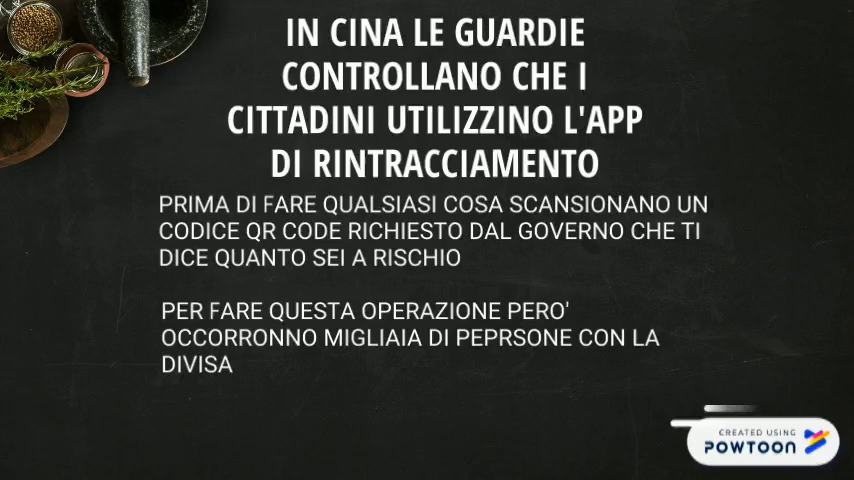 IN CINA LE GUARDIE
CONTROLLANO CHE I
CITTADINI UTILIZZINO L'APP
DI RINTRACCIAMENTO
PRIMA DI FARE QUALSIASI COSA SCANSIONANO UN
CODICE QR CODE RICHIESTO DAL GOVERNO CHE TI
DICE QUANTO SEI A RISCHIO
PER FARE QUESTA OPERAZIONE PERO'
OCCORRONNO MIGLIAIA DI PEPRSONE CON LA
DIVISA
CREATED USING
POWTOON